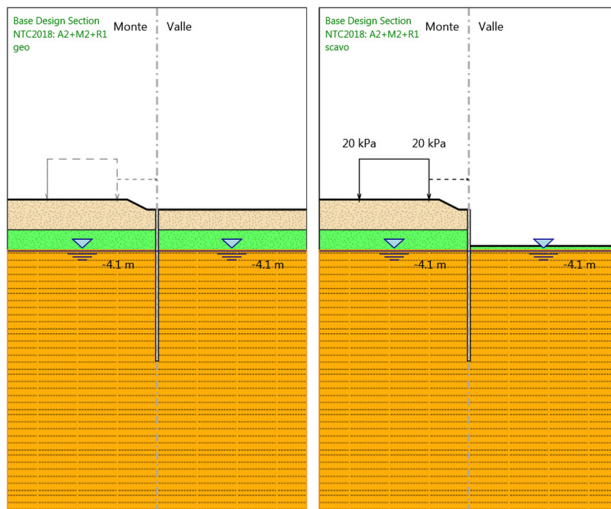 Base Design Section
NTC2018: A2+M2+R1
geo
Monte
Valle
-4.1 m
-4.1 m
Base Design Section
NTC2018: A2+M2+R1
scavo
Monte
Valle
20 kPa
20 kPa
-4.1 m
-4.1 m